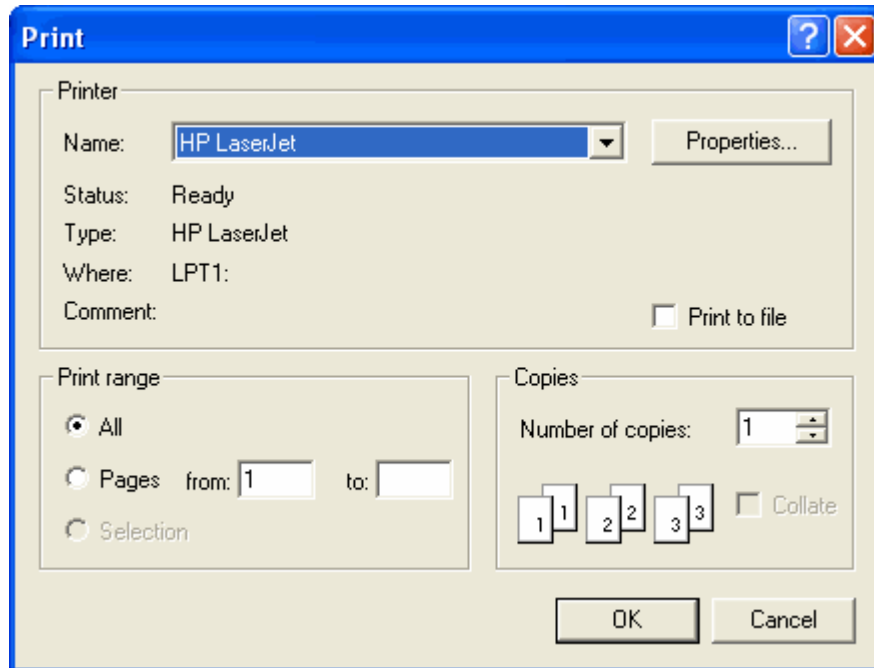 Print
Printer
Name: HP LaserJet Properties...
Status: Ready
Type: HP LaserJet
Where: LPT1:
Comment: Print to file
Print range
All
Pages from: 1 to:
Selection
Copies
Number of copies: 1
1 1 2 2 3 3 Collate
OK Cancel